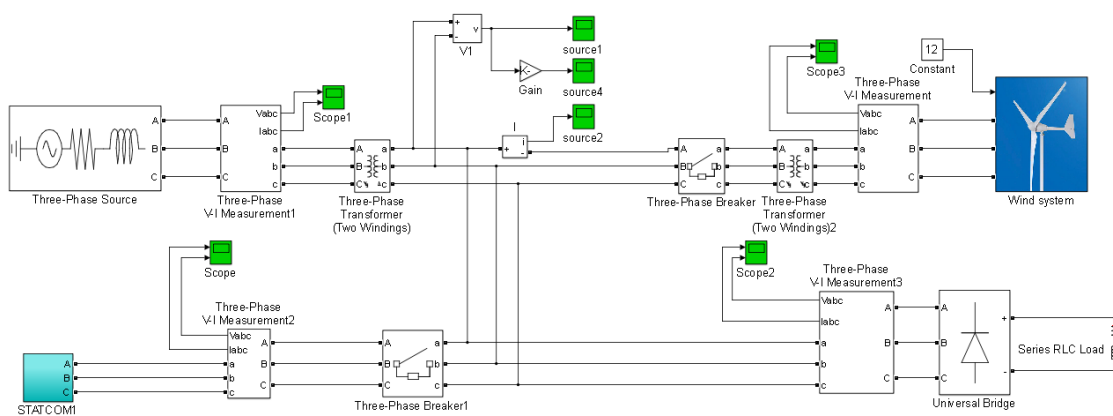 +
-
v
V1
source1
K-
Gain
source4
I
+
i
-
source2
Scope1
Scope3
12
Constant
Three-Phase
V-I Measurement
Vabc
Iabc
a
b
c
A
B
C
Wind system
A
B
C
Three-Phase Source
A
B
C
Vabc
Iabc
a
b
c
Three-Phase
V-I Measurement1
A
B
C
a
b
c
Three-Phase
Transformer
(Two Windings)
A
B
C
a
b
c
Three-Phase Breaker
A
B
C
a
b
c
Three-Phase
Transformer
(Two Windings)2
Scope
Three-Phase
V-I Measurement2
Vabc
Iabc
a
b
c
A
B
C
A
B
C
STATCOM1
A
B
C
a
b
c
Three-Phase Breaker1
Scope2
Three-Phase
V-I Measurement3
Vabc
Iabc
a
b
c
A
B
C
A
B
C
+
-
Universal Bridge
Series RLC Load